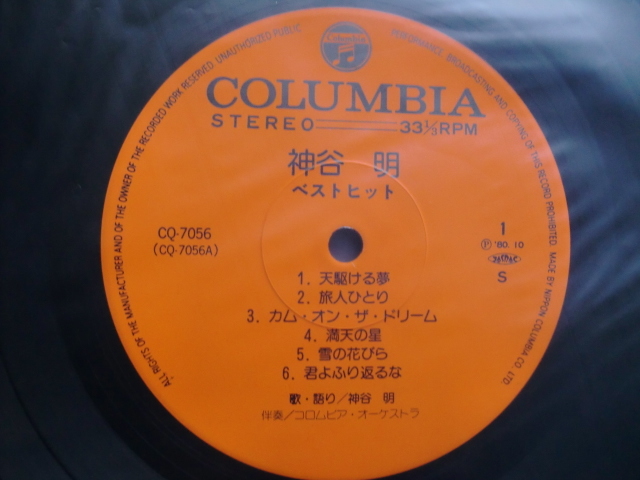 COLUMBIA
COLUMBIA
STEREO 33⅓RPM
神谷 明
ベストヒット
CQ-7056
(CQ-7056A)
1
Ⓟ '80.10
S
1. 天駆ける夢
2. 旅人ひとり
3. カム・オン・ザ・ドリーム
4. 満天の星
5. 雪の花びら
6. 君よふり返るな
歌・語り/神谷 明
伴奏/コロムビア・オーケストラ
ALL RIGHTS OF THE MANUFACTURER AND OF THE OWNER OF THE RECORDED WORK RESERVED. UNAUTHORIZED PUBLIC PERFORMANCE, BROADCASTING AND COPYING OF THIS RECORD PROHIBITED. MADE BY NIPPON COLUMBIA CO. LTD.